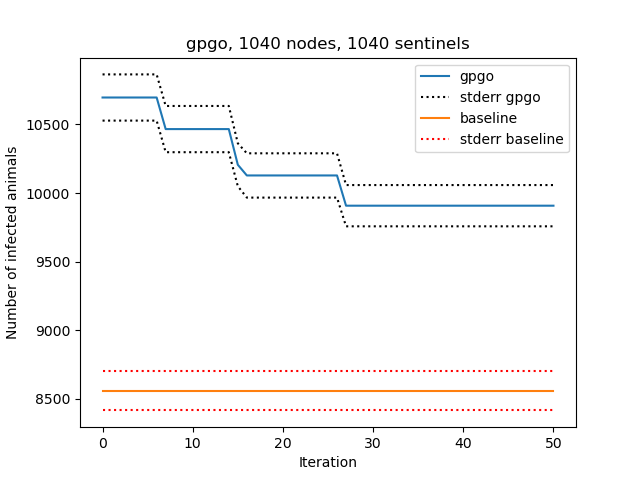 gpgo, 1040 nodes, 1040 sentinels
gpgo
stderr gpgo
baseline
stderr baseline
Number of infected animals
10500
10000
9500
9000
8500
0 10 20 30 40 50
Iteration